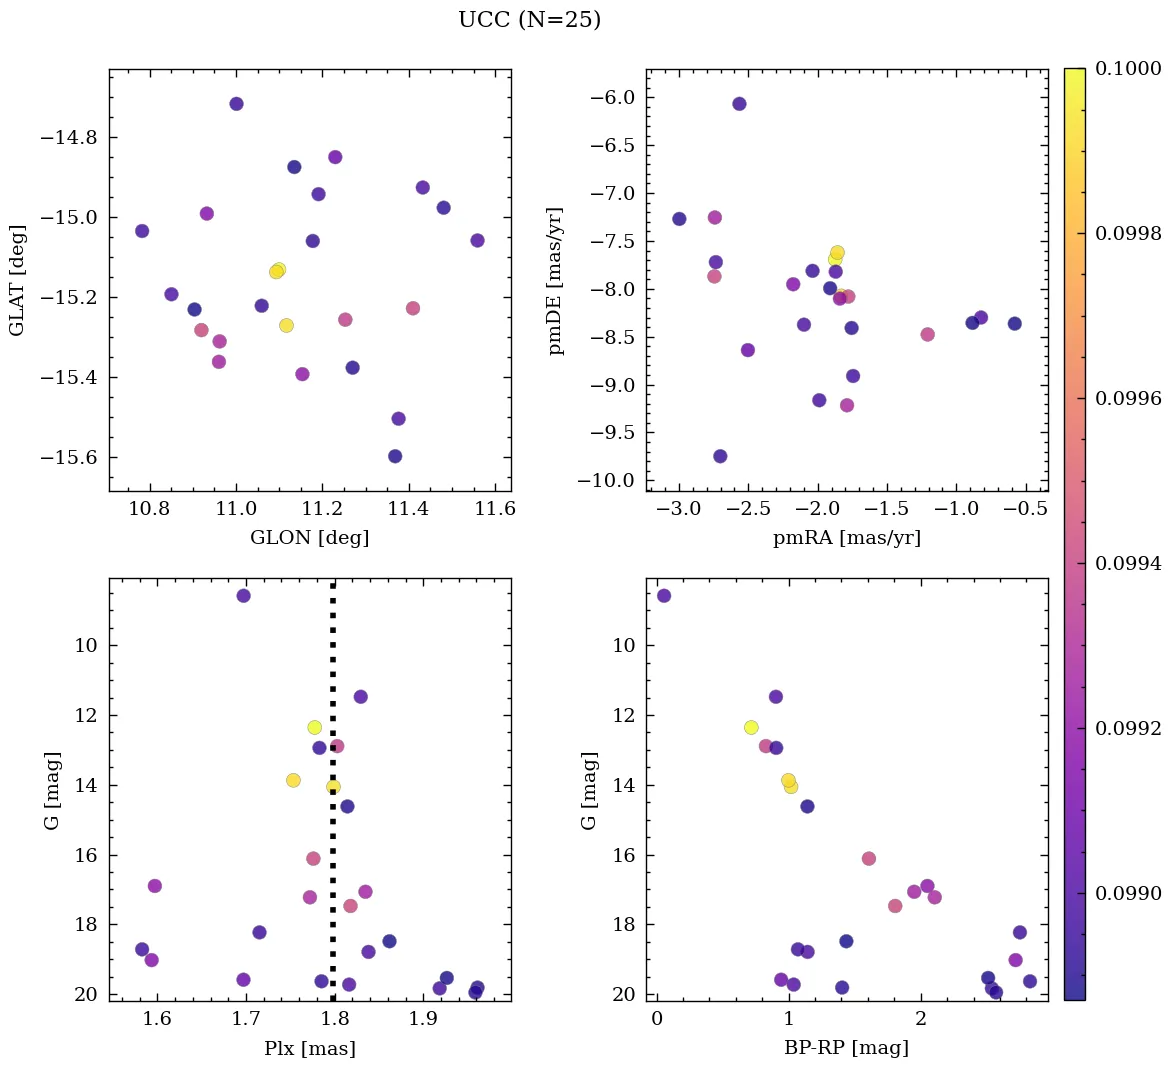 UCC (N=25)
−14.8
−15.0
−15.2
−15.4
−15.6
GLAT [deg]
10.8 11.0 11.2 11.4 11.6
GLON [deg]
−6.0
−6.5
−7.0
−7.5
−8.0
−8.5
−9.0
−9.5
−10.0
pmDE [mas/yr]
−3.0 −2.5 −2.0 −1.5 −1.0 −0.5
pmRA [mas/yr]
10
12
14
16
18
20
G [mag]
1.6 1.7 1.8 1.9
Plx [mas]
10
12
14
16
18
20
G [mag]
0 1 2
BP-RP [mag]
0.1000
0.0998
0.0996
0.0994
0.0992
0.0990